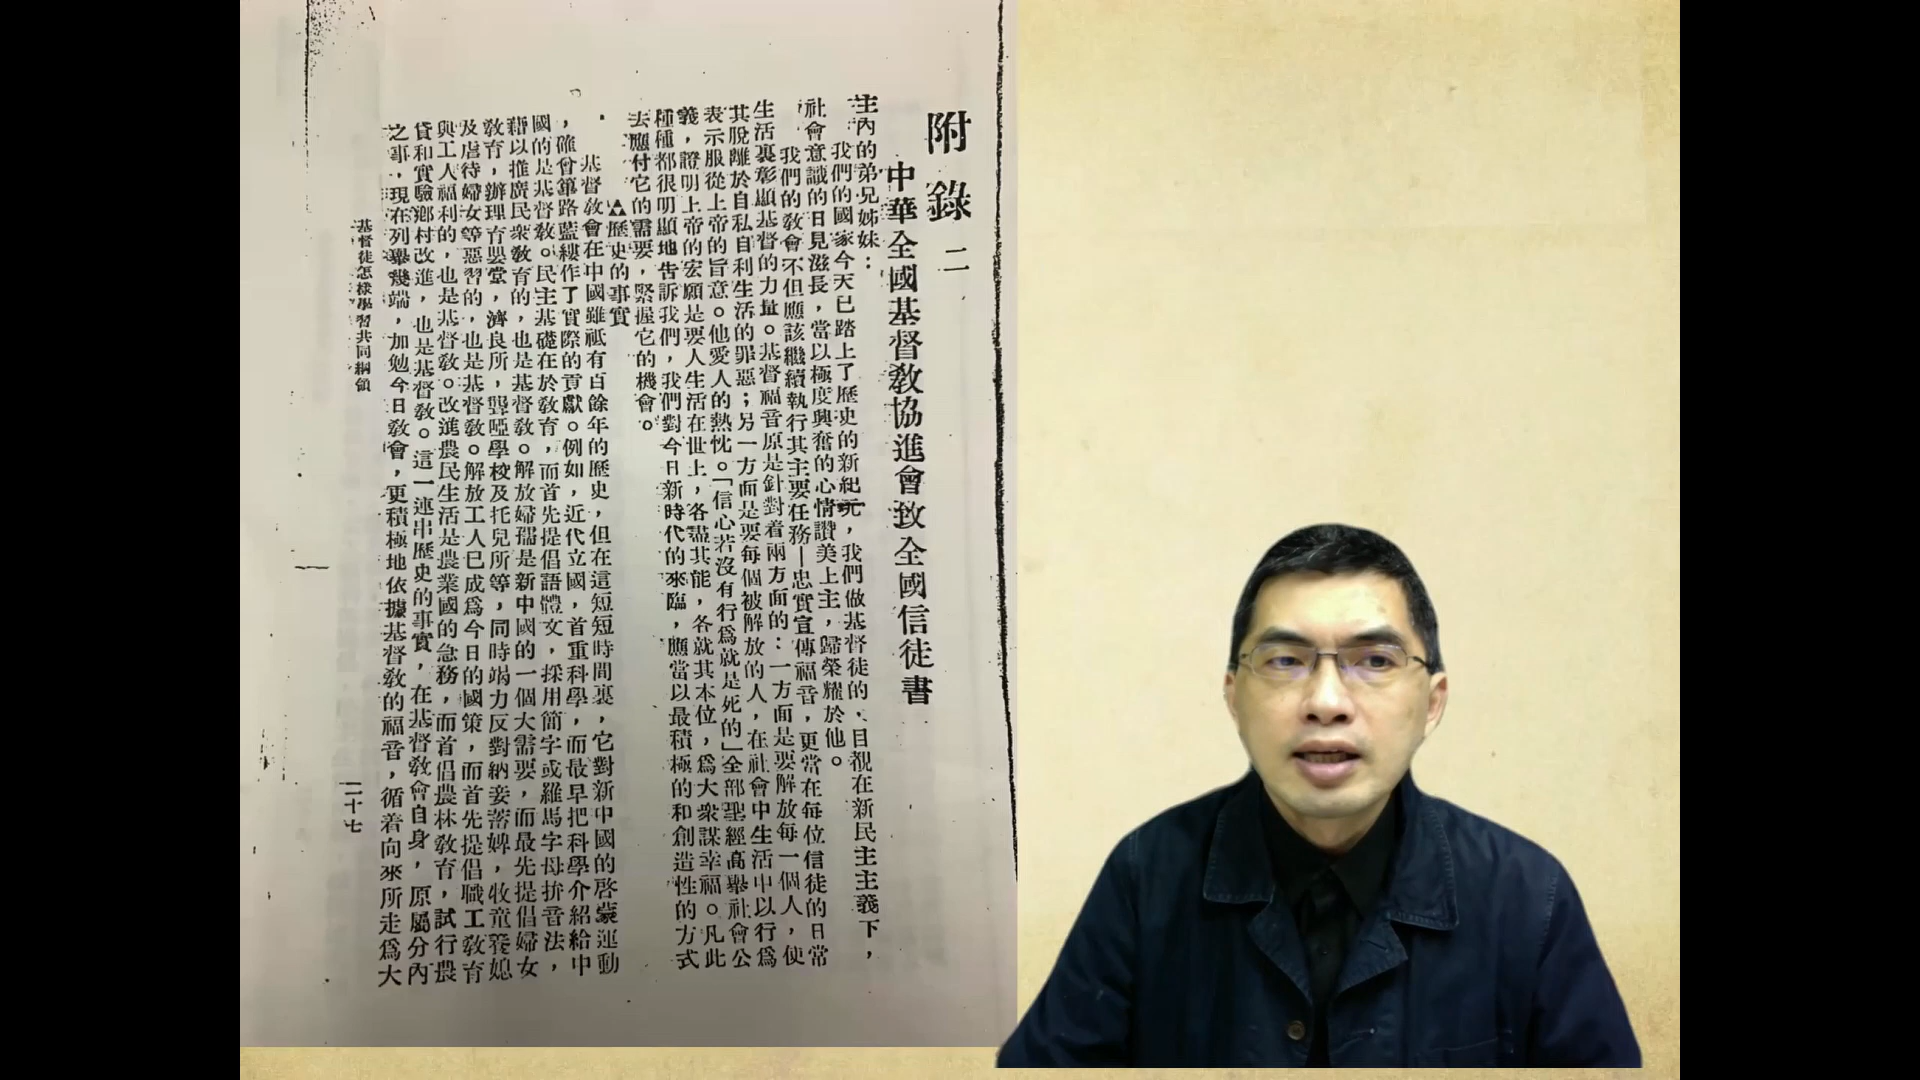 附錄二
中華全國基督教協進會致全國信徒書
主內的弟兄姊妹：
我們的國家今天已踏上了歷史的新紀元，我們做基督徒的、目覩在新民主主義下，
社會意識的日見滋長，當以極度興奮的心情讚美上主，歸榮耀於他。
我們的教會不但應該繼續執行其主要任務—忠實宣傳福音，更當在每位信徒的日常
生活裏彰顯基督的力量。基督福音原是針對着兩方面的：一方面是要解放每一個人，使
其脫離於自私自利生活的罪惡；另一方面是要每個被解放的人，在社會中生活中以行爲
表示服從上帝的旨意。他愛人的熱忱。「信心若沒有行爲就是死的」全部聖經高舉社會公
義，證明上帝的宏願是要人生活在世上，各盡其能，各就其本位，爲大衆謀幸福。凡此
種種都很明顯地告訴我們，我們對今日新時代的來臨，應當以最積極的和創造性的方式
去應付它的需要，緊握它的機會。
▲歷史的事實
基督教會在中國雖祗有百餘年的歷史，但在這短短時間裏，它對新中國的啓蒙運動
，確曾篳路藍縷作了實際的貢獻。例如，近代立國，首重科學，而最早把科學介紹給中
國的是基督教。民主基礎在於教育，而首先提倡語體文，採用簡字或羅馬字母拚音法，
藉以推廣民衆教育的，也是基督教。解放婦孺是新中國的一個大需要，而最先提倡婦女
教育，辦理育嬰堂，濟良所，聾啞學校及托兒所等，同時竭力反對納妾蓄婢，牧童養媳
及虐待婦女等惡習的，也是基督教。解放工人已成爲今日的國策，而首先提倡職工教育
與工人福利的，也是基督教。改進農民生活是農業國的急務，而首倡農林教育，試行農
貸和實驗鄉村改進，也是基督教。這一連串歷史的事實，在基督教會自身，原屬分內
之事，現在列舉幾端，加勉今日教會，更積極地依據基督教的福音，循着向來所走爲大
基督徒怎樣學習共同綱領
二十七